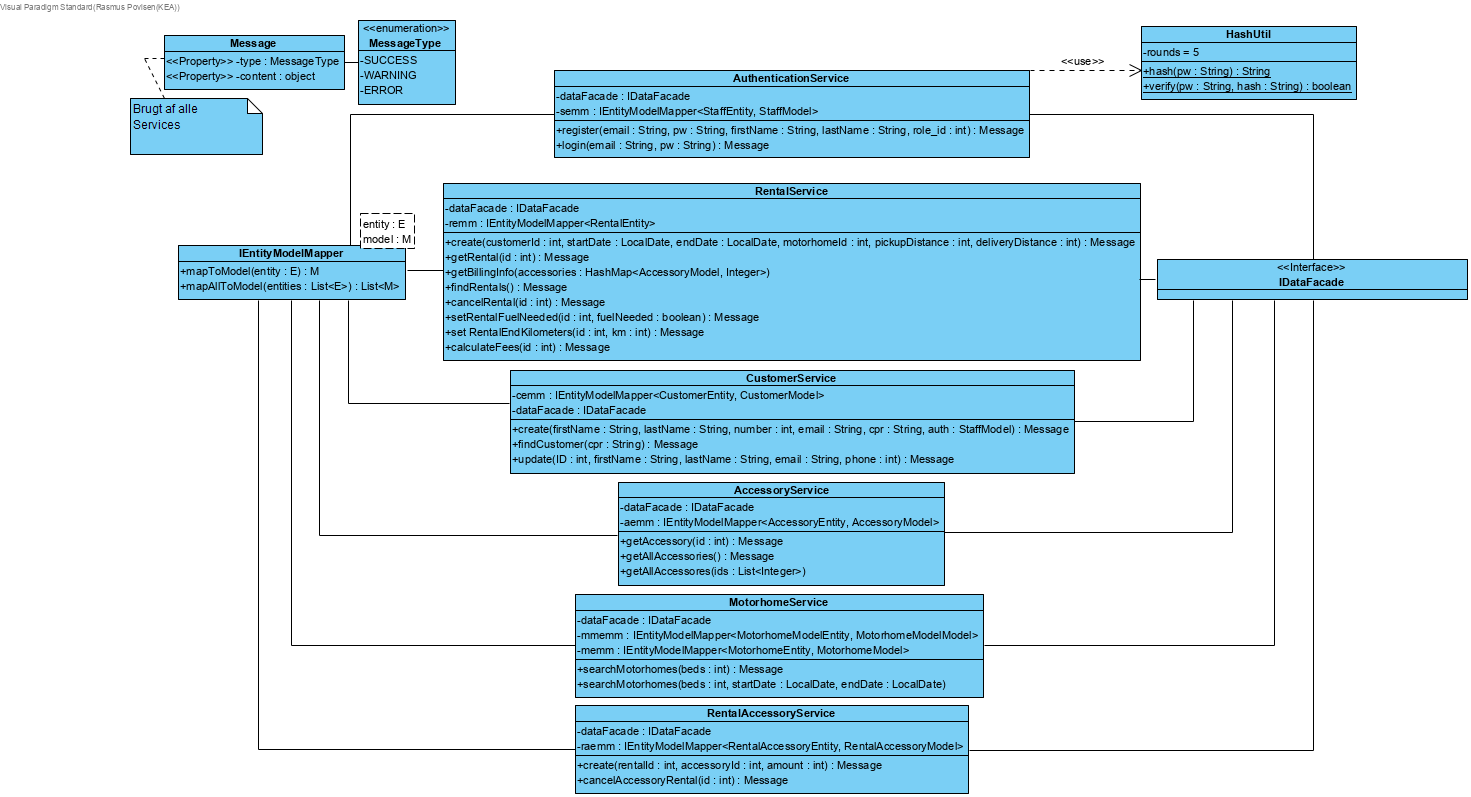 Visual Paradigm Standard(Rasmus Povlsen(KEA))
Message
<<Property>> -type : MessageType
<<Property>> -content : object
<<enumeration>>
MessageType
-SUCCESS
-WARNING
-ERROR
Brugt af alle
Services
HashUtil
-rounds = 5
+hash(pw : String) : String
+verify(pw : String, hash : String) : boolean
<<use>>
AuthenticationService
-dataFacade : IDataFacade
-semm : IEntityModelMapper<StaffEntity, StaffModel>
+register(email : String, pw : String, firstName : String, lastName : String, role_id : int) : Message
+login(email : String, pw : String) : Message
RentalService
-dataFacade : IDataFacade
-remm : IEntityModelMapper<RentalEntity>
+create(customerId : int, startDate : LocalDate, endDate : LocalDate, motorhomeId : int, pickupDistance : int, deliveryDistance : int) : Message
+getRental(id : int) : Message
+getBillingInfo(accessories : HashMap<AccessoryModel, Integer>)
+findRentals() : Message
+cancelRental(id : int) : Message
+setRentalFuelNeeded(id : int, fuelNeeded : boolean) : Message
+set RentalEndKilometers(id : int, km : int) : Message
+calculateFees(id : int) : Message
entity : E
model : M
IEntityModelMapper
+mapToModel(entity : E) : M
+mapAllToModel(entities : List<E>) : List<M>
<<Interface>>
IDataFacade
CustomerService
-cemm : IEntityModelMapper<CustomerEntity, CustomerModel>
-dataFacade : IDataFacade
+create(firstName : String, lastName : String, number : int, email : String, cpr : String, auth : StaffModel) : Message
+findCustomer(cpr : String) : Message
+update(ID : int, firstName : String, lastName : String, email : String, phone : int) : Message
AccessoryService
-dataFacade : IDataFacade
-aemm : IEntityModelMapper<AccessoryEntity, AccessoryModel>
+getAccessory(id : int) : Message
+getAllAccessories() : Message
+getAllAccessores(ids : List<Integer>)
MotorhomeService
-dataFacade : IDataFacade
-mmemm : IEntityModelMapper<MotorhomeModelEntity, MotorhomeModelModel>
-memm : IEntityModelMapper<MotorhomeEntity, MotorhomeModel>
+searchMotorhomes(beds : int) : Message
+searchMotorhomes(beds : int, startDate : LocalDate, endDate : LocalDate)
RentalAccessoryService
-dataFacade : IDataFacade
-raemm : IEntityModelMapper<RentalAccessoryEntity, RentalAccessoryModel>
+create(rentalId : int, accessoryId : int, amount : int) : Message
+cancelAccessoryRental(id : int) : Message